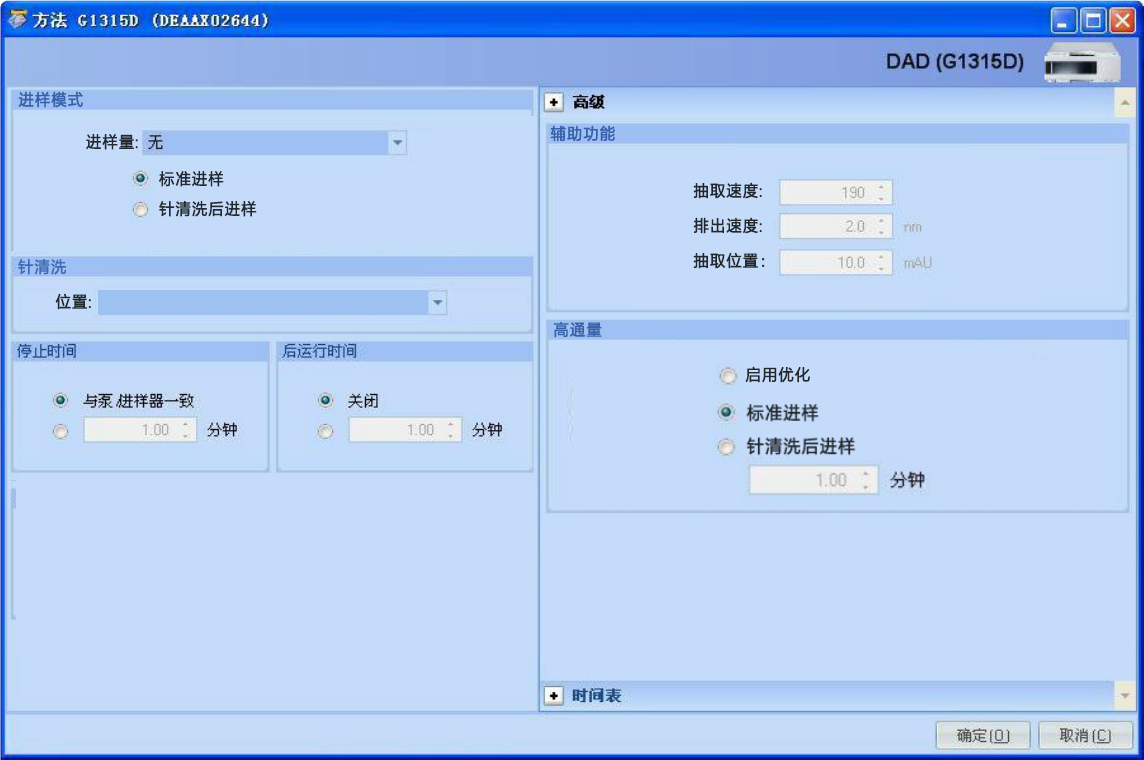 方法 G1315D (DEAAX02644)
DAD (G1315D)
进样模式
进样量: 无
标准进样
针清洗后进样
针清洗
位置:
停止时间
与泵/进样器一致
1.00 分钟
后运行时间
关闭
1.00 分钟
高级
辅助功能
抽取速度: 190
排出速度: 2.0 nm
抽取位置: 10.0 mAU
高通量
启用优化
标准进样
针清洗后进样
1.00 分钟
时间表
确定(O) 取消(C)